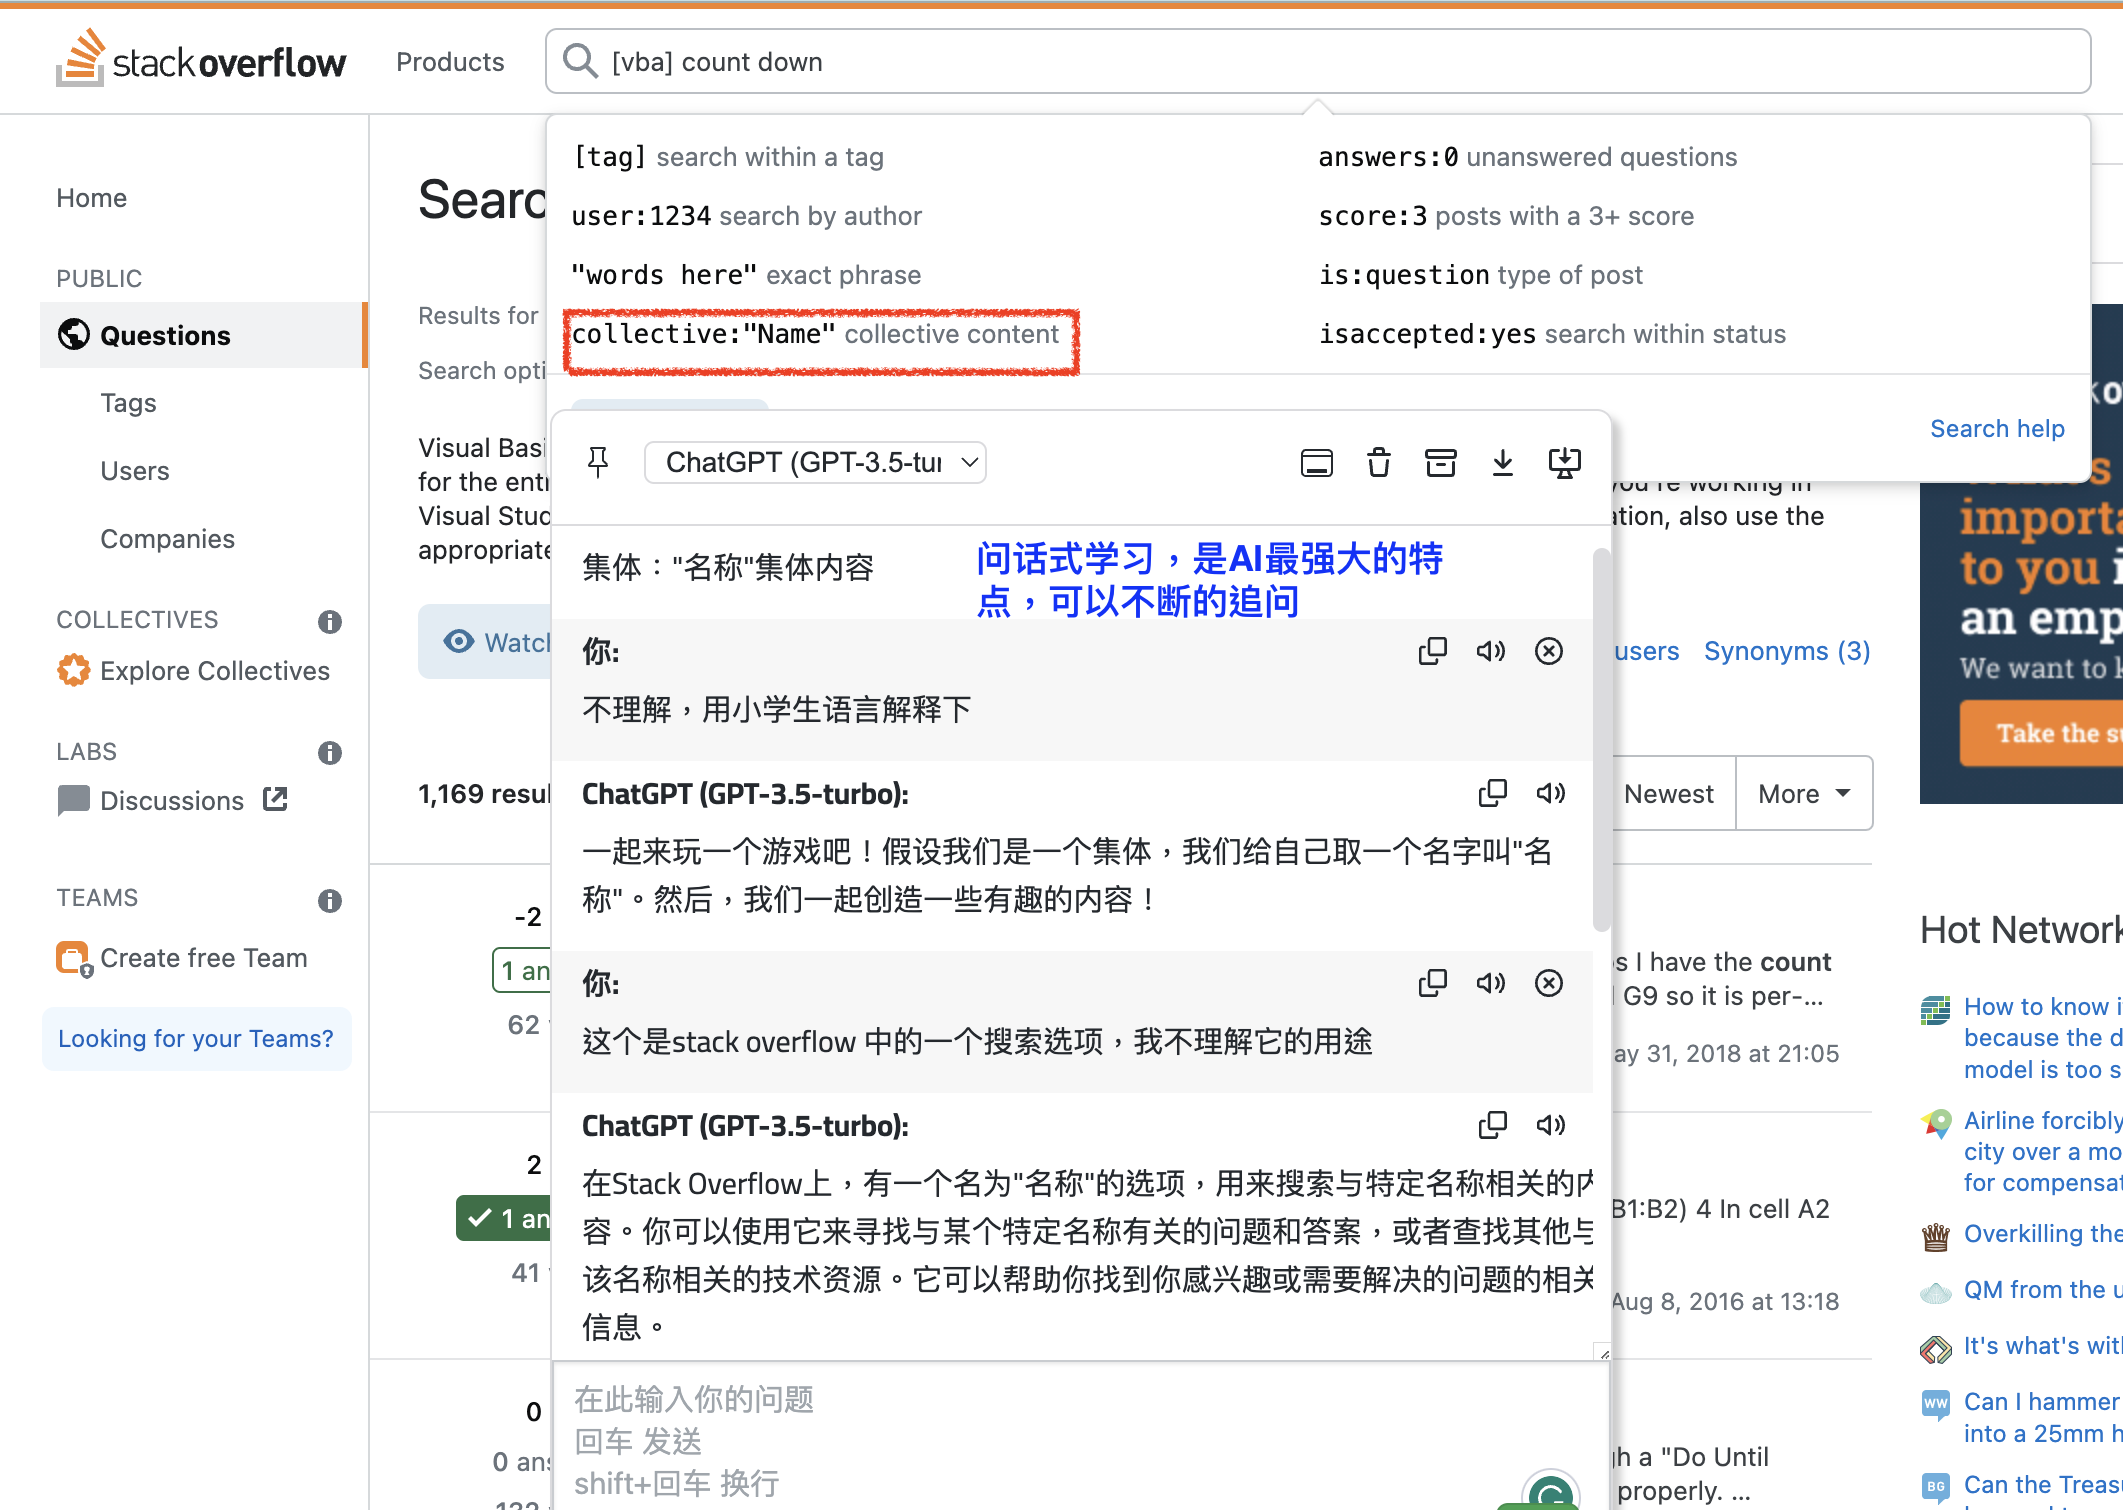 stackoverflow
Products
[vba] count down
[tag] search within a tag
user:1234 search by author
"words here" exact phrase
collective:"Name" collective content
answers:0 unanswered questions
score:3 posts with a 3+ score
is:question type of post
isaccepted:yes search within status
Search help
Home
PUBLIC
Questions
Tags
Users
Companies
COLLECTIVES
Explore Collectives
LABS
Discussions
TEAMS
Create free Team
Looking for your Teams?
Searc
Results for
Search opti
Visual Basi
for the enti
Visual Stud
appropriate
you're working in
ation, also use the
Watch
users
Synonyms (3)
1,169 resul
Newest
More
-2
1 an
62
s I have the count
G9 so it is per-...
ay 31, 2018 at 21:05
2
1 an
41
B1:B2) 4 In cell A2
Aug 8, 2016 at 13:18
0
0 ans
132
h a "Do Until
properly. ...
ChatGPT (GPT-3.5-tur
集体："名称"集体内容
问话式学习，是AI最强大的特
点，可以不断的追问
你:
不理解，用小学生语言解释下
ChatGPT (GPT-3.5-turbo):
一起来玩一个游戏吧！假设我们是一个集体，我们给自己取一个名字叫"名
称"。然后，我们一起创造一些有趣的内容！
你:
这个是stack overflow 中的一个搜索选项，我不理解它的用途
ChatGPT (GPT-3.5-turbo):
在Stack Overflow上，有一个名为"名称"的选项，用来搜索与特定名称相关的内
容。你可以使用它来寻找与某个特定名称有关的问题和答案，或者查找其他与
该名称相关的技术资源。它可以帮助你找到你感兴趣或需要解决的问题的相关
信息。
在此输入你的问题
回车 发送
shift+回车 换行
importa
to you i
an emp
We want to k
Take the su
Hot Network
How to know i
because the d
model is too s
Airline forcibly
city over a mo
for compensat
Overkilling the
QM from the u
It's what's with
WW
Can I hammer
into a 25mm h
BG
Can the Treasu